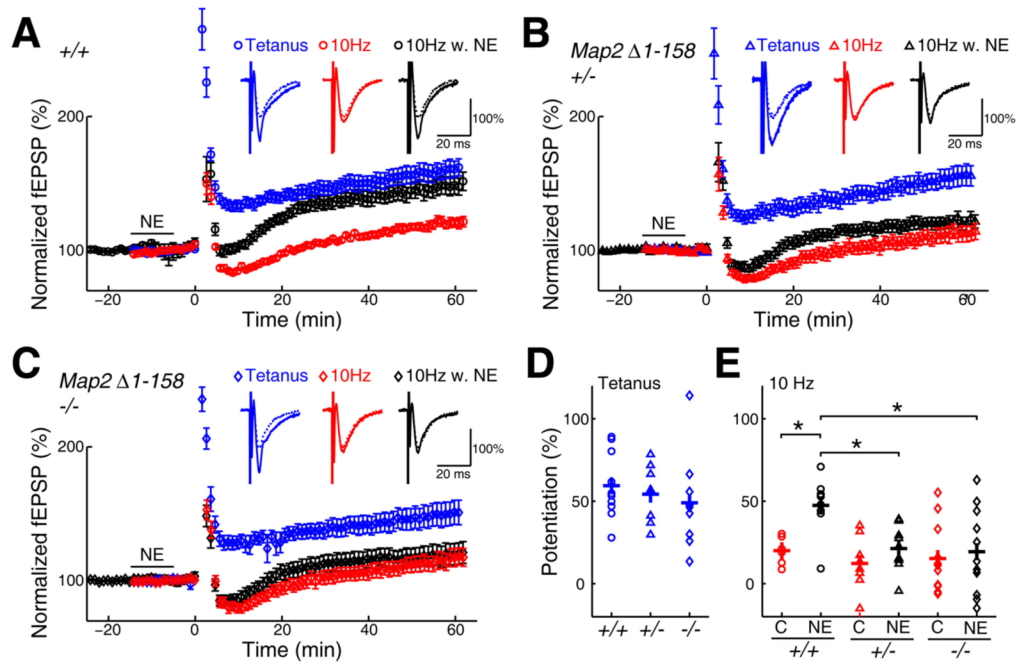 A
+/+
Tetanus
10Hz
10Hz w. NE
100%
20 ms
Normalized fEPSP (%)
200
100
NE
−20
0
20
40
60
Time (min)
B
Map2 Δ1-158
+/-
Tetanus
10Hz
10Hz w. NE
100%
20 ms
Normalized fEPSP (%)
200
100
NE
−20
0
20
40
60
Time (min)
C
Map2 Δ1-158
-/-
Tetanus
10Hz
10Hz w. NE
100%
20 ms
Normalized fEPSP (%)
200
100
NE
−20
0
20
40
60
Time (min)
D
Tetanus
Potentiation (%)
100
50
0
+/+
+/-
-/-
E
10 Hz
100
50
0
*
*
*
C NE C NE C NE
+/+
+/-
-/-